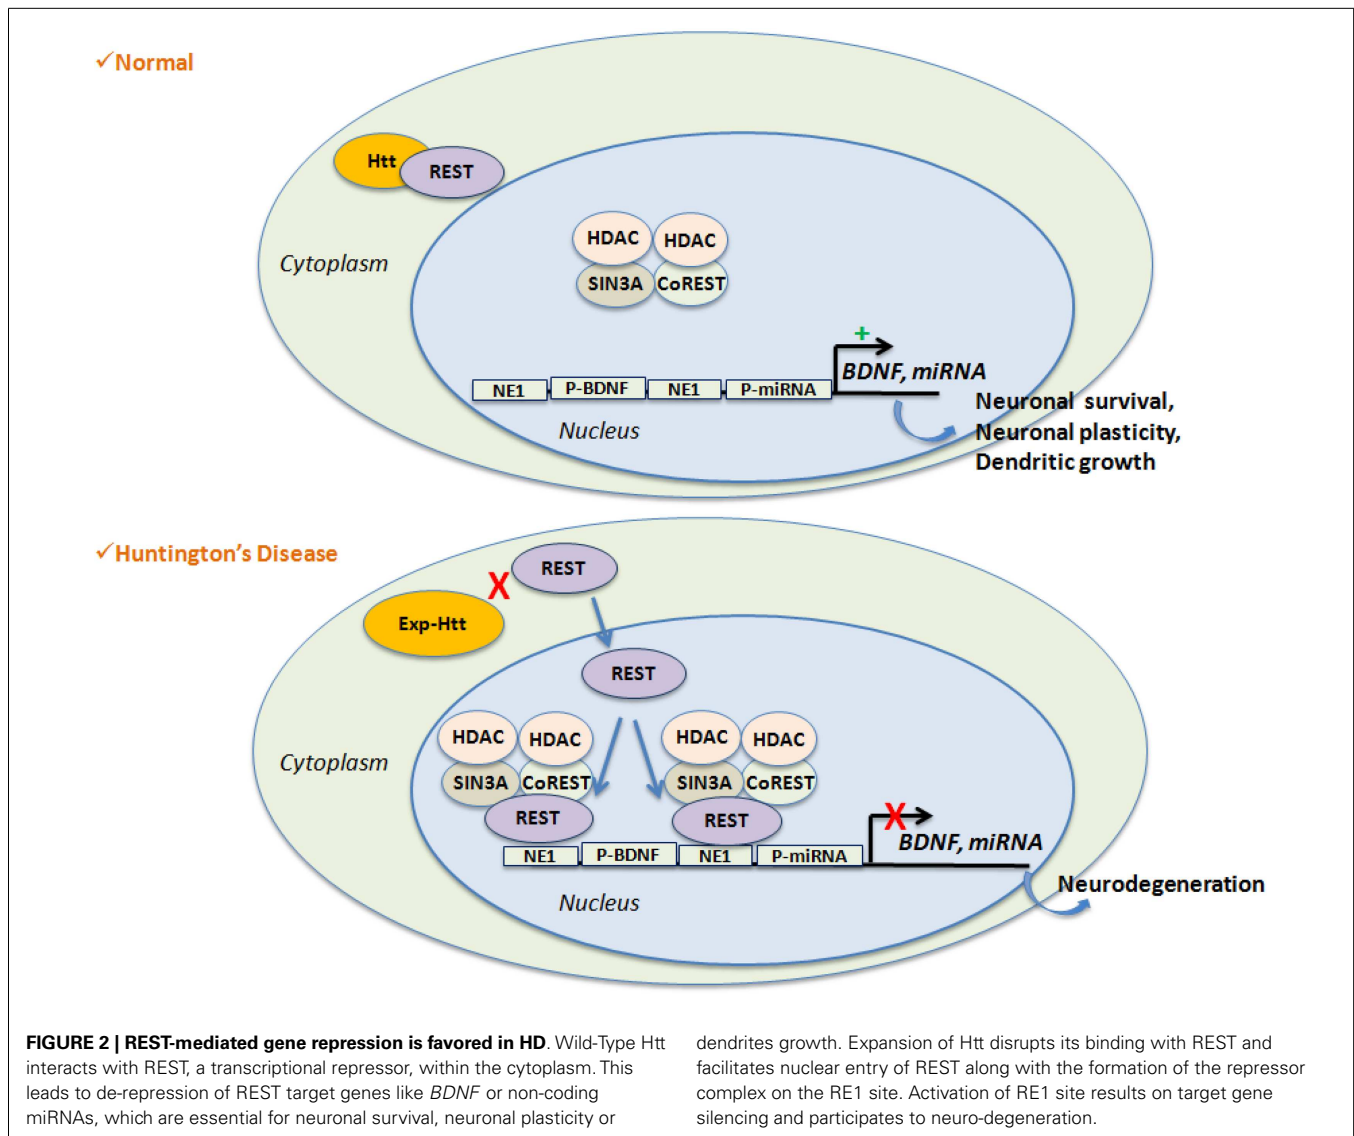 ✓Normal
Htt
REST
Cytoplasm
HDAC HDAC
SIN3A CoREST
+
BDNF, miRNA
NE1 P-BDNF NE1 P-miRNA
Nucleus
Neuronal survival,
Neuronal plasticity,
Dendritic growth
✓Huntington's Disease
REST
X
Exp-Htt
REST
HDAC HDAC HDAC HDAC
Cytoplasm
SIN3A CoREST SIN3A CoREST
REST REST
X
BDNF, miRNA
NE1 P-BDNF NE1 P-miRNA
Neurodegeneration
Nucleus
FIGURE 2 | REST-mediated gene repression is favored in HD. Wild-Type Htt
interacts with REST, a transcriptional repressor, within the cytoplasm. This
leads to de-repression of REST target genes like BDNF or non-coding
miRNAs, which are essential for neuronal survival, neuronal plasticity or
dendrites growth. Expansion of Htt disrupts its binding with REST and
facilitates nuclear entry of REST along with the formation of the repressor
complex on the RE1 site. Activation of RE1 site results on target gene
silencing and participates to neuro-degeneration.